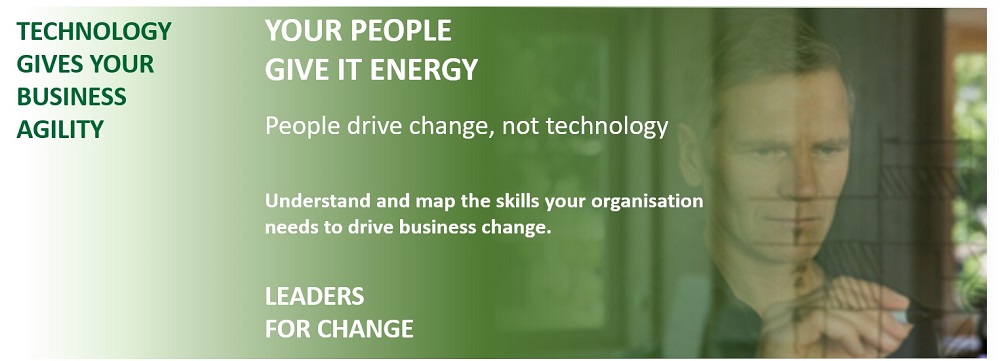 TECHNOLOGY
GIVES YOUR
BUSINESS
AGILITY
YOUR PEOPLE
GIVE IT ENERGY
People drive change, not technology
Understand and map the skills your organisation
needs to drive business change.
LEADERS
FOR CHANGE